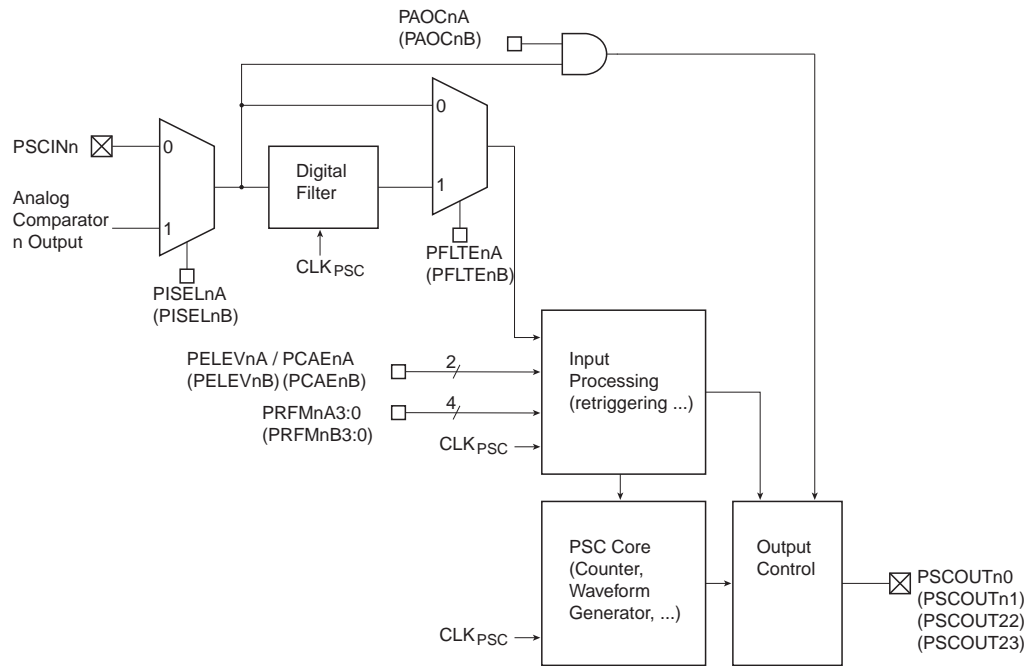 PAOCnA
(PAOCnB)
0
PSCINn
0
Digital
Filter
Analog
Comparator
n Output
1
1
PFLTEnA
(PFLTEnB)
CLKPSC
PISELnA
(PISELnB)
PELEVnA / PCAEnA
(PELEVnB) (PCAEnB)
2
Input
Processing
(retriggering ...)
PRFMnA3:0
(PRFMnB3:0)
4
CLKPSC
PSC Core
(Counter,
Waveform
Generator, ...)
Output
Control
PSCOUTn0
(PSCOUTn1)
(PSCOUT22)
(PSCOUT23)
CLKPSC